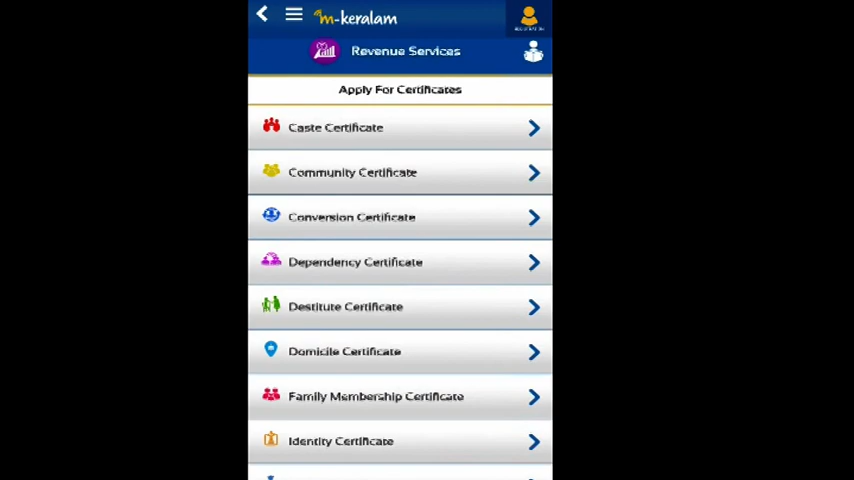 m-keralam
REGISTRATION
Revenue Services
Apply For Certificates
Caste Certificate
Community Certificate
Conversion Certificate
Dependency Certificate
Destitute Certificate
Domicile Certificate
Family Membership Certificate
Identity Certificate